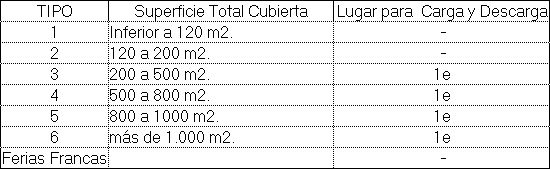 TIPO Superficie Total Cubierta Lugar para Carga y Descarga
1 Inferior a 120 m2. -
2 120 a 200 m2. -
3 200 a 500 m2. 1e
4 500 a 800 m2. 1e
5 800 a 1000 m2. 1e
6 más de 1.000 m2. 1e
Ferias Francas -